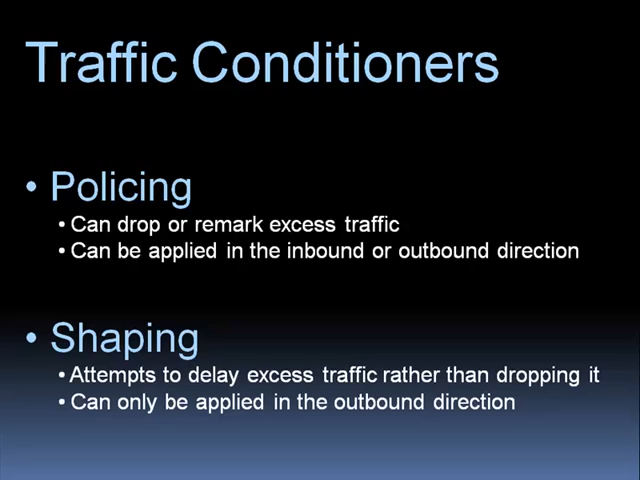 Traffic Conditioners
• Policing
• Can drop or remark excess traffic
• Can be applied in the inbound or outbound direction
• Shaping
• Attempts to delay excess traffic rather than dropping it
• Can only be applied in the outbound direction